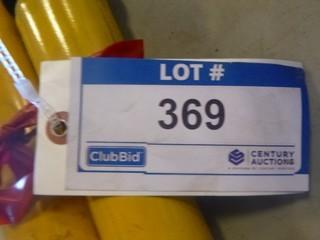 LOT #
369
ClubBid
CENTURY
AUCTIONS